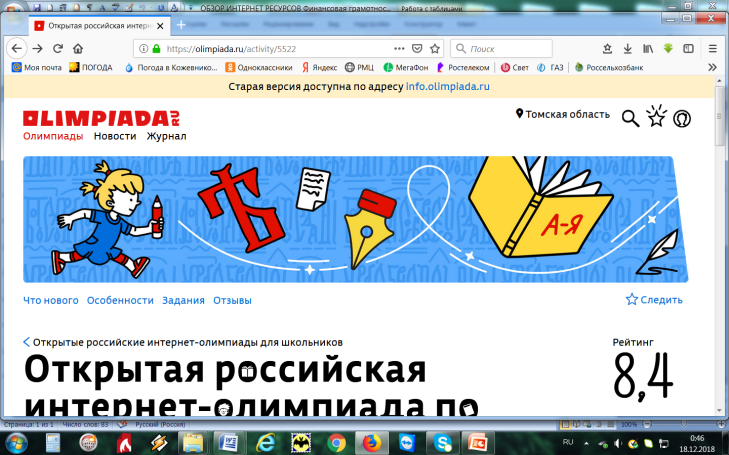 ОБЗОР ИНТЕРНЕТ РЕСУРСОВ Финансовая грамотнос...
Работа с таблицами
Открытая российская интерн
https://olimpiada.ru/activity/5522
Поиск
Моя почта ПОГОДА Погода в Кожевнико... Одноклассники Яндекс РМЦ МегаФон Ростелеком Свет ГАЗ Россельхозбанк
Старая версия доступна по адресу info.olimpiada.ru
OLIMPIADA.RU
Томская область
Олимпиады Новости Журнал
Ъ
А-Я
Что нового Особенности Задания Отзывы
Следить
Открытые российские интернет-олимпиады для школьников
Рейтинг
8,4
Открытая российская
интернет-олимпиада по
Страница: 1 из 1 Число слов: 83 Русский (Россия)
100%
RU
0:46
18.12.2018